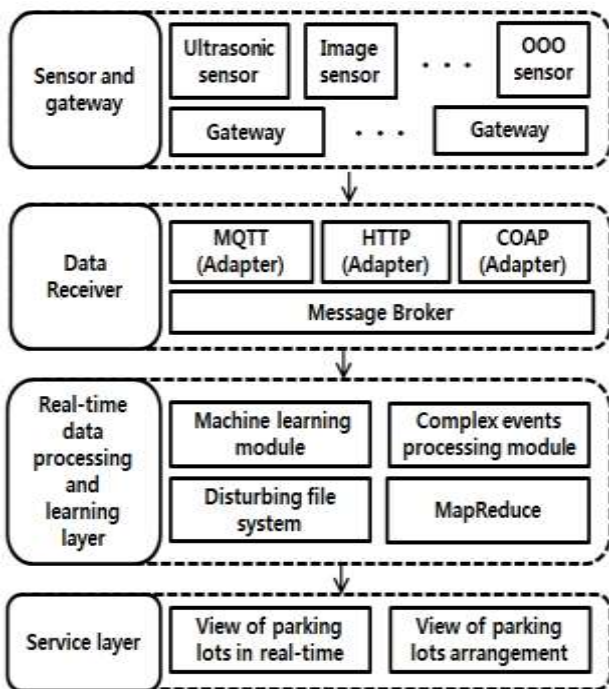 Sensor and
gateway
Ultrasonic
sensor
Image
sensor
. . .
OOO
sensor
Gateway
. . .
Gateway
Data
Receiver
MQTT
(Adapter)
HTTP
(Adapter)
COAP
(Adapter)
Message Broker
Real-time
data
processing
and
learning
layer
Machine learning
module
Complex events
processing module
Disturbing file
system
MapReduce
Service layer
View of parking
lots in real-time
View of parking
lots arrangement